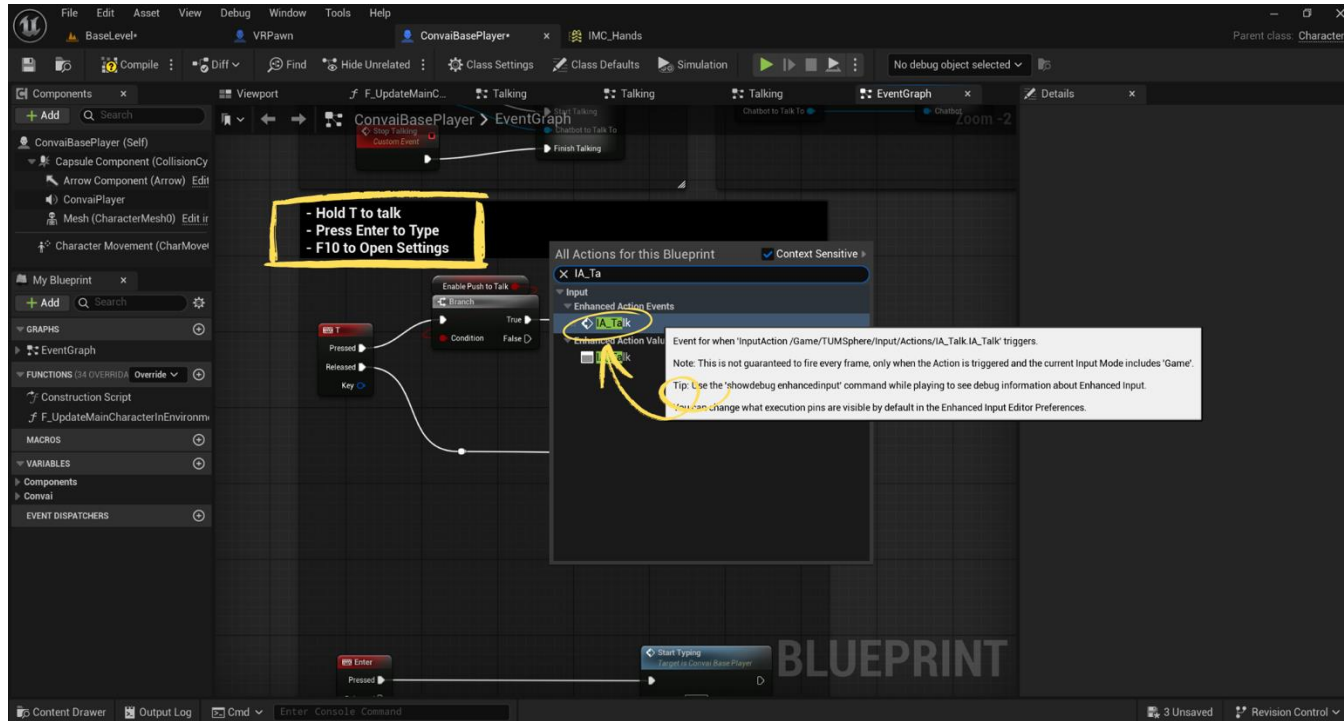 File Edit Asset View Debug Window Tools Help
BaseLevel•
VRPawn
ConvaiBasePlayer•
IMC_Hands
Parent class: Character
Compile
Diff
Find
Hide Unrelated
Class Settings
Class Defaults
Simulation
No debug object selected
Components
Viewport
F_UpdateMainC...
Talking
Talking
Talking
EventGraph
Details
+ Add
Search
ConvaiBasePlayer > EventGraph
Zoom -2
ConvaiBasePlayer (Self)
Capsule Component (CollisionCy
Arrow Component (Arrow) Edit
ConvaiPlayer
Mesh (CharacterMesh0) Edit in
Character Movement (CharMove
Stop Talking
Custom Event
Start Talking
Chatbot to Talk To
Finish Talking
Chatbot to Talk To
Chatbot
- Hold T to talk
- Press Enter to Type
- F10 to Open Settings
My Blueprint
+ Add
Search
GRAPHS
EventGraph
FUNCTIONS (34 OVERRIDA Override
Construction Script
F_UpdateMainCharacterInEnvironme
MACROS
VARIABLES
Components
Convai
EVENT DISPATCHERS
Enable Push to Talk
Branch
True
Condition
False
T
Pressed
Released
Key
All Actions for this Blueprint
Context Sensitive
IA_Ta
Input
Enhanced Action Events
IA_Talk
Enhanced Action Valu
Event for when 'InputAction /Game/TUMSphere/Input/Actions/IA_Talk.IA_Talk' triggers.
Note: This is not guaranteed to fire every frame, only when the Action is triggered and the current Input Mode includes 'Game'.
Tip: Use the 'showdebug enhancedinput' command while playing to see debug information about Enhanced Input.
You can change what execution pins are visible by default in the Enhanced Input Editor Preferences.
Enter
Pressed
Start Typing
Target is Convai Base Player
BLUEPRINT
Content Drawer
Output Log
Cmd
Enter Console Command
3 Unsaved
Revision Control